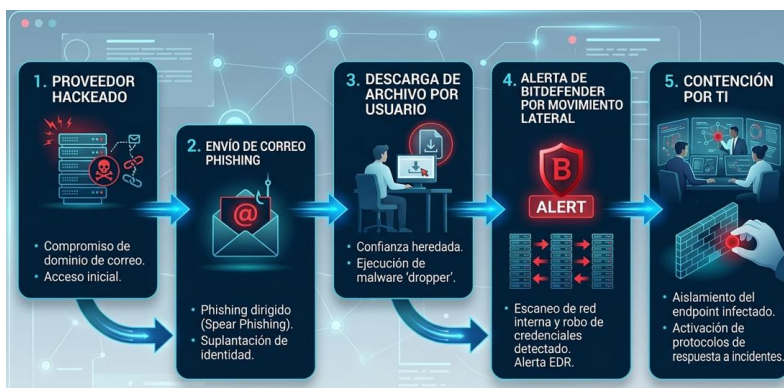 1. PROVEEDOR
HACKEADO
• Compromiso de
dominio de correo.
• Acceso inicial.
2. ENVÍO DE CORREO
PHISHING
@
• Phishing dirigido
(Spear Phishing).
• Suplantación de
identidad.
3. DESCARGA DE
ARCHIVO POR
USUARIO
• Confianza heredada.
• Ejecución de
malware 'dropper'.
4. ALERTA DE
BITDEFENDER
POR MOVIMIENTO
LATERAL
B
ALERT
• Escaneo de red
interna y robo de
credenciales
detectado.
Alerta EDR.
5. CONTENCIÓN
POR TI
• Aislamiento del
endpoint infectado.
• Activación de
protocolos de
respuesta a incidentes.